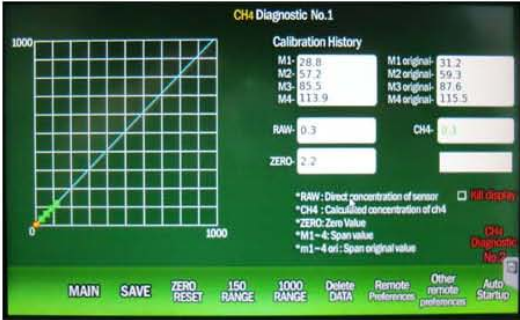 CH4 Diagnostic No.1
1000
Calibration History
M1- 28.8
M2- 57.2
M3- 85.5
M4- 113.9
M1 original- 31.2
M2 original- 59.3
M3 original- 87.6
M4 original- 115.5
RAW- 0.3
CH4- 0.3
ZERO- 2.2
*RAW : Direct concentration of sensor
*CH4 : Calculated concentration of ch4
*ZERO: Zero Value
*M1~4: Span value
*m1~4 ori : Span original value
Kill display
CH4
Diagnostic
No.2
0
1000
MAIN
SAVE
ZERO
RESET
150
RANGE
1000
RANGE
Delete
DATA
Remote
Preferences
Other
remote
preferences
Auto
Startup